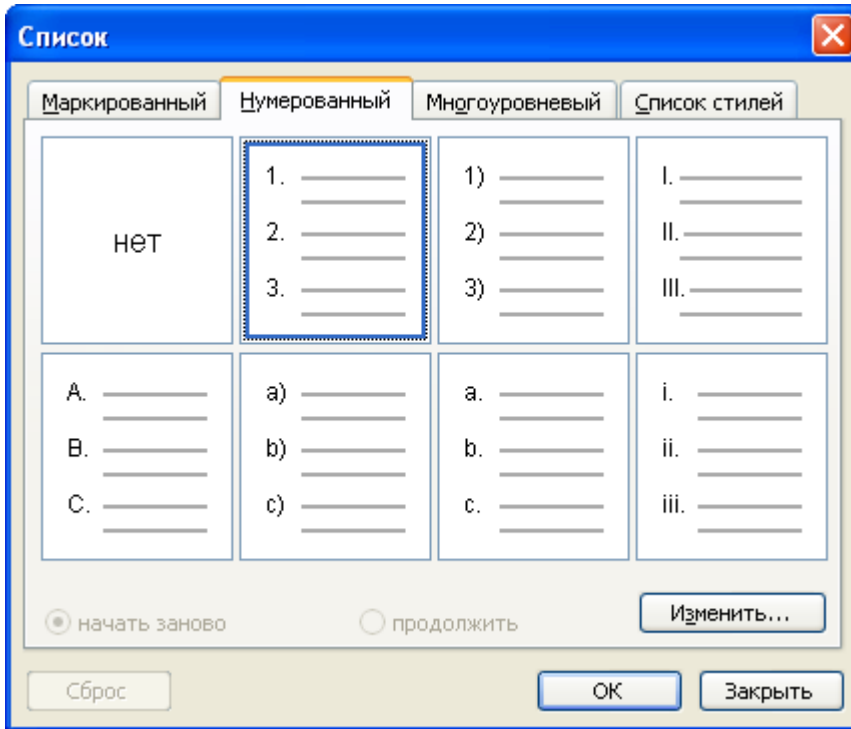 Список
Маркированный Нумерованный Многоуровневый Список стилей
нет
1.
2.
3.
1)
2)
3)
I.
II.
III.
A.
B.
C.
a)
b)
c)
a.
b.
c.
i.
ii.
iii.
начать заново продолжить Изменить...
Сброс ОК Закрыть